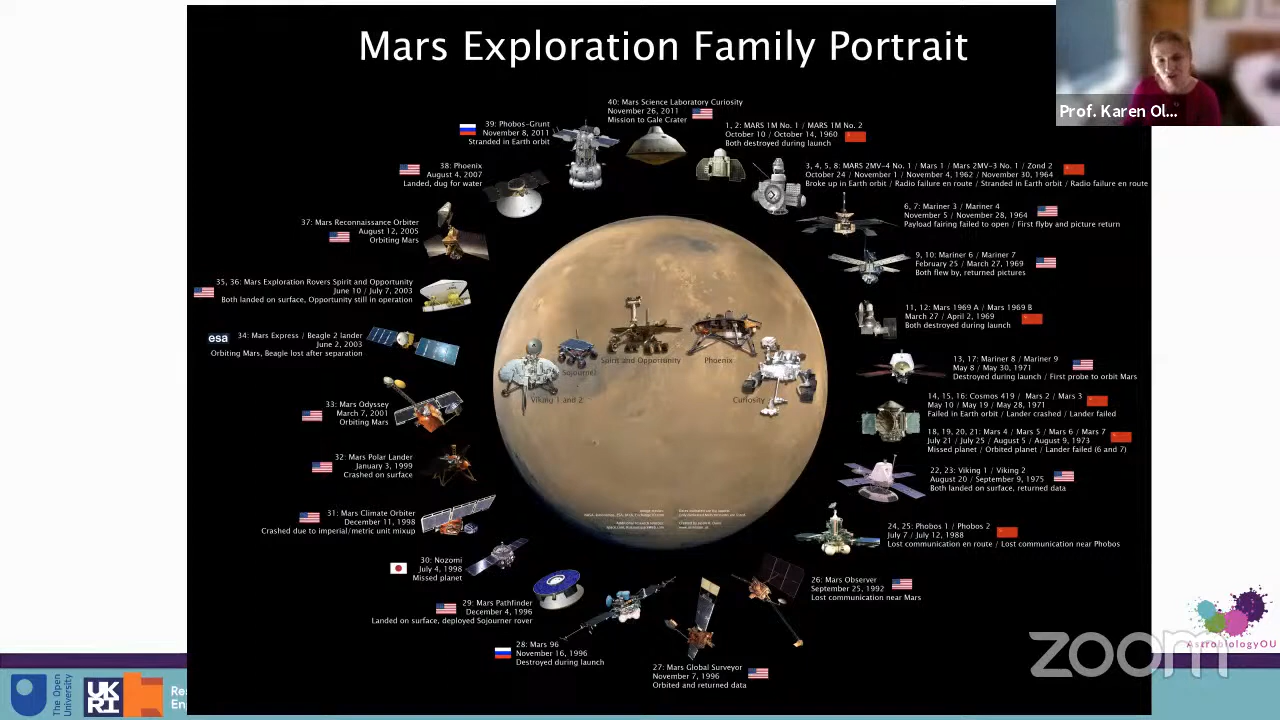 Mars Exploration Family Portrait
Prof. Karen Ol...
40: Mars Science Laboratory Curiosity
November 26, 2011
Mission to Gale Crater
1, 2: MARS 1M No. 1 / MARS 1M No. 2
October 10 / October 14, 1960
Both destroyed during launch
3, 4, 5, 8: MARS 2MV-4 No. 1 / Mars 1 / Mars 2MV-3 No. 1 / Zond 2
October 24 / November 1 / November 4, 1962 / November 30, 1964
Broke up in Earth orbit / Radio failure en route / Stranded in Earth orbit / Radio failure en route
6, 7: Mariner 3 / Mariner 4
November 5 / November 28, 1964
Payload fairing failed to open / First flyby and picture return
9, 10: Mariner 6 / Mariner 7
February 25 / March 27, 1969
Both flew by, returned pictures
11, 12: Mars 1969 A / Mars 1969 B
March 27 / April 2, 1969
Both destroyed during launch
13, 17: Mariner 8 / Mariner 9
May 8 / May 30, 1971
Destroyed during launch / First probe to orbit Mars
14, 15, 16: Cosmos 419 / Mars 2 / Mars 3
May 10 / May 19 / May 28, 1971
Failed in Earth orbit / Lander crashed / Lander failed
18, 19, 20, 21: Mars 4 / Mars 5 / Mars 6 / Mars 7
July 21 / July 25 / August 5 / August 9, 1973
Missed planet / Orbited planet / Lander failed (6 and 7)
22, 23: Viking 1 / Viking 2
August 20 / September 9, 1975
Both landed on surface, returned data
24, 25: Phobos 1 / Phobos 2
July 7 / July 12, 1988
Lost communication en route / Lost communication near Phobos
26: Mars Observer
September 25, 1992
Lost communication near Mars
27: Mars Global Surveyor
November 7, 1996
Orbited and returned data
28: Mars 96
November 16, 1996
Destroyed during launch
29: Mars Pathfinder
December 4, 1996
Landed on surface, deployed Sojourner rover
30: Nozomi
July 4, 1998
Missed planet
31: Mars Climate Orbiter
December 11, 1998
Crashed due to imperial/metric unit mixup
32: Mars Polar Lander
January 3, 1999
Crashed on surface
33: Mars Odyssey
March 7, 2001
Orbiting Mars
esa
34: Mars Express / Beagle 2 lander
June 2, 2003
Orbiting Mars, Beagle lost after separation
35, 36: Mars Exploration Rovers Spirit and Opportunity
June 10 / July 7, 2003
Both landed on surface, Opportunity still in operation
37: Mars Reconnaissance Orbiter
August 12, 2005
Orbiting Mars
38: Phoenix
August 4, 2007
Landed, dug for water
39: Phobos-Grunt
November 8, 2011
Stranded in Earth orbit
Viking 1 and 2
Sojourner
Spirit and Opportunity
Phoenix
Curiosity
The Open
University
UK
RI
Res
En
AstrobiologyOU
zoom